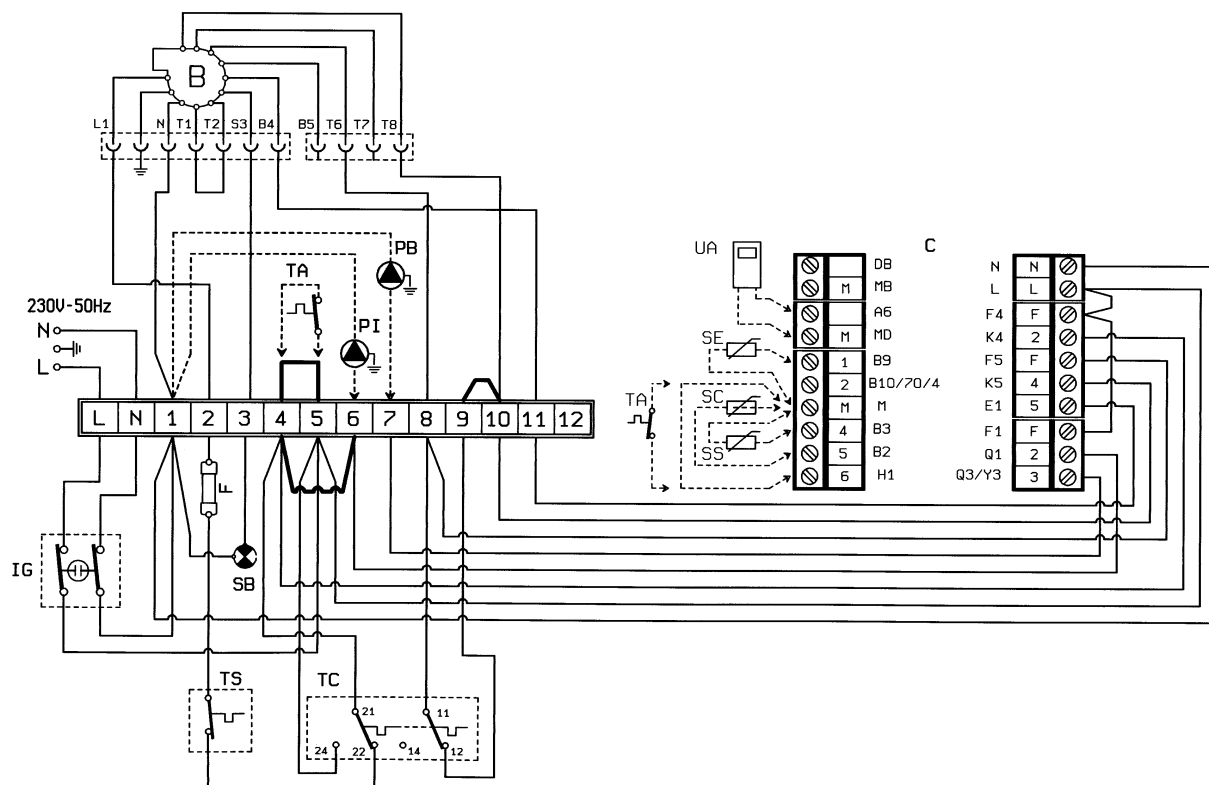 B
L1 N T1 T2 S3 B4 B5 T6 T7 T8
PB
TA
PI
230V-50Hz
N
L
L N 1 2 3 4 5 6 7 8 9 10 11 12
F
IG
SB
TS
TC
21 11
24 22 14 12
UA
C
SE
SC
SS
TA
DB
M MB
A6
M MD
1 B9
2 B10/70/4
M M
4 B3
5 B2
6 H1
N N
L L
F4 F
K4 2
F5 F
K5 4
E1 5
F1 F
Q1 2
Q3/Y3 3